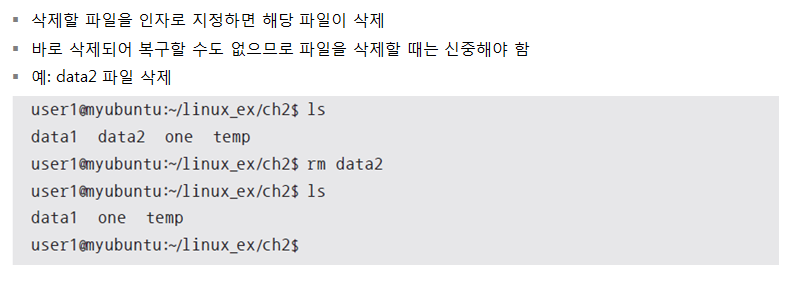 ▪ 삭제할 파일을 인자로 지정하면 해당 파일이 삭제
▪ 바로 삭제되어 복구할 수도 없으므로 파일을 삭제할 때는 신중해야 함
▪ 예: data2 파일 삭제
user1@myubuntu:~/linux_ex/ch2$ ls
data1 data2 one temp
user1@myubuntu:~/linux_ex/ch2$ rm data2
user1@myubuntu:~/linux_ex/ch2$ ls
data1 one temp
user1@myubuntu:~/linux_ex/ch2$